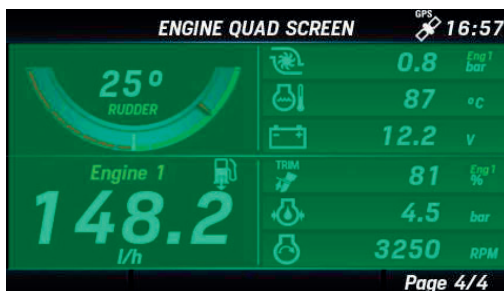 ENGINE QUAD SCREEN GPS 16:57
25°
RUDDER
0.8 Eng1 bar
87 °C
12.2 V
Engine 1
148.2
l/h
TRIM 81 Eng1 %
4.5 bar
3250 RPM
Page 4/4